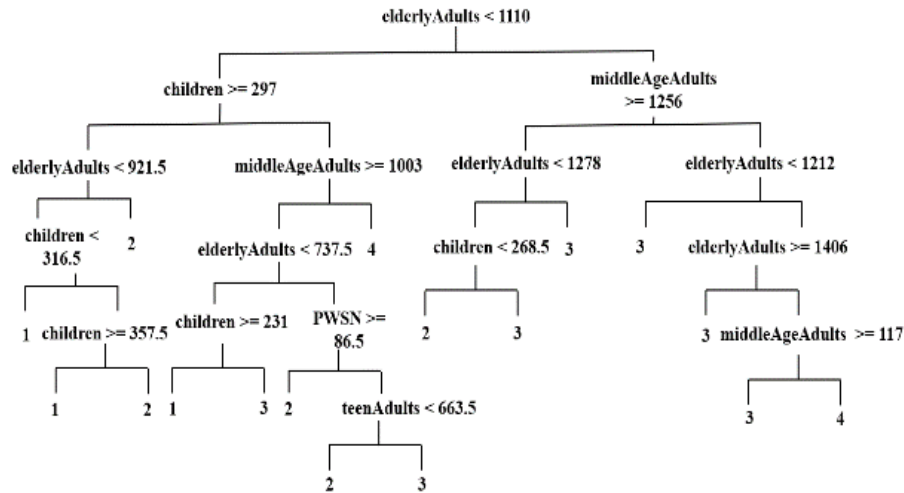 elderlyAdults < 1110
children >= 297
middleAgeAdults
>= 1256
elderlyAdults < 921.5
middleAgeAdults >= 1003
elderlyAdults < 1278
elderlyAdults < 1212
children <
316.5
2
elderlyAdults < 737.5
4
children < 268.5
3
3
elderlyAdults >= 1406
1
children >= 357.5
children >= 231
PWSN >=
86.5
2
3
3
middleAgeAdults >= 117
1
2
1
3
2
teenAdults < 663.5
3
4
2
3